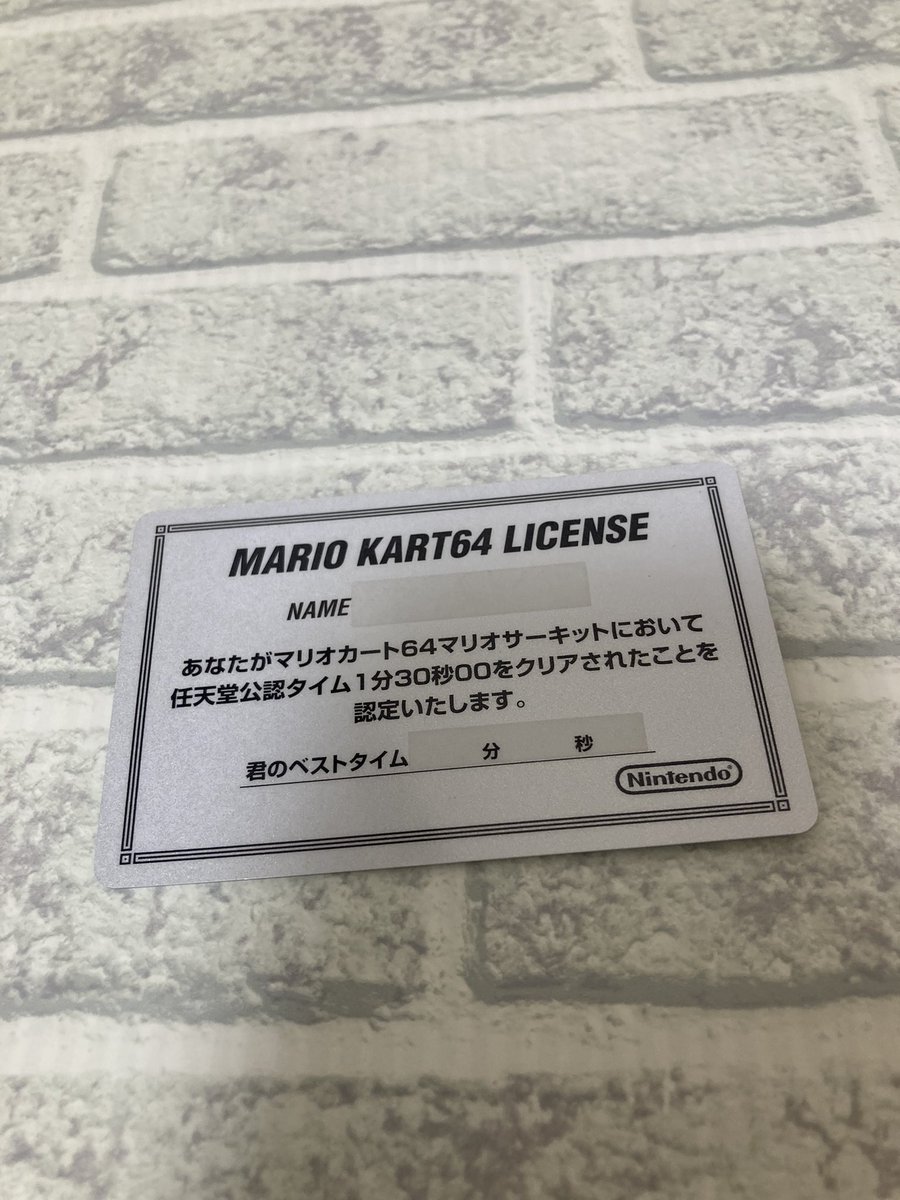 MARIO KART64 LICENSE
NAME
あなたがマリオカート64マリオサーキットにおいて
任天堂公認タイム1分30秒00をクリアされたことを
認定いたします。
君のベストタイム 分 秒
Nintendo®